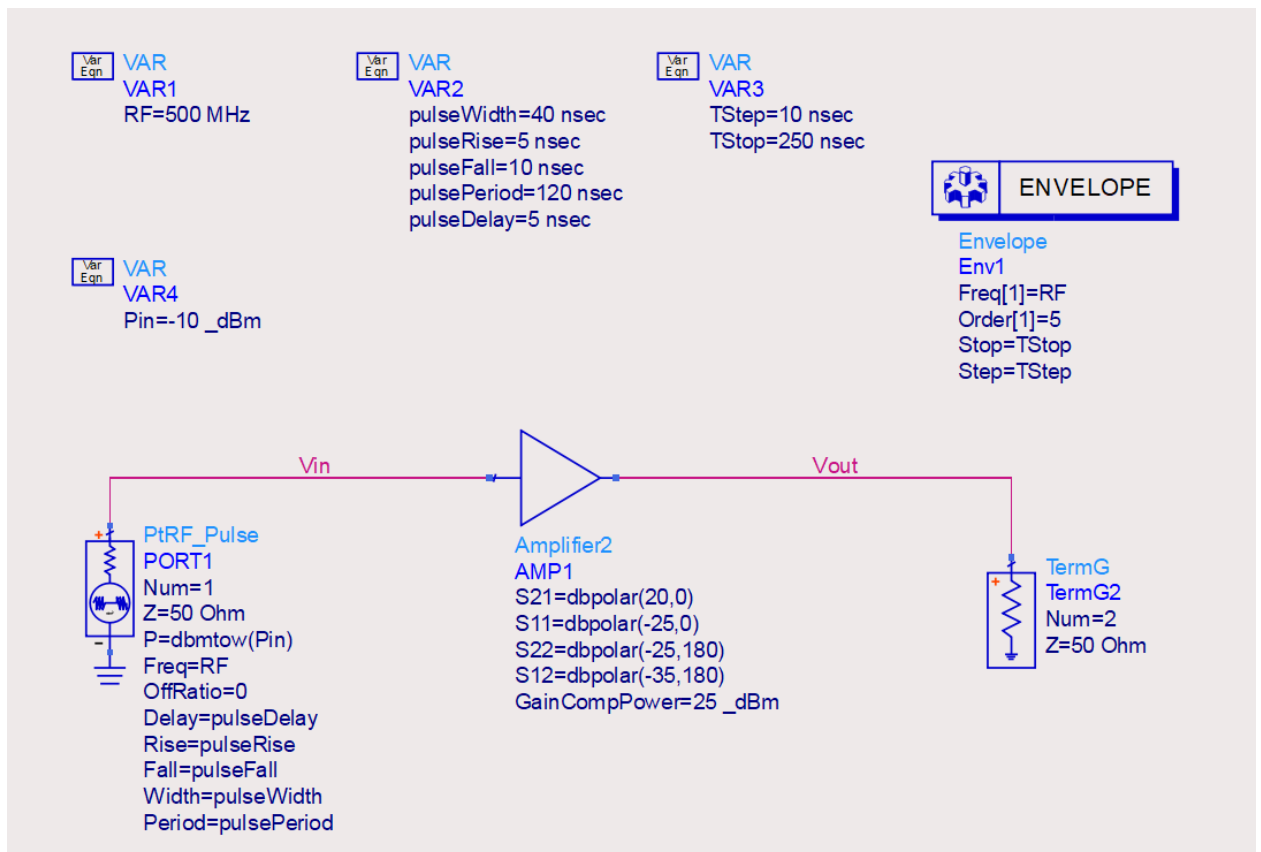 Var
Eqn
VAR
VAR1
RF=500 MHz
Var
Eqn
VAR
VAR2
pulseWidth=40 nsec
pulseRise=5 nsec
pulseFall=10 nsec
pulsePeriod=120 nsec
pulseDelay=5 nsec
Var
Eqn
VAR
VAR3
TStep=10 nsec
TStop=250 nsec
ENVELOPE
Envelope
Env1
Freq[1]=RF
Order[1]=5
Stop=TStop
Step=TStep
Var
Eqn
VAR
VAR4
Pin=-10 _dBm
Vin
Vout
PtRF_Pulse
PORT1
Num=1
Z=50 Ohm
P=dbmtow(Pin)
Freq=RF
OffRatio=0
Delay=pulseDelay
Rise=pulseRise
Fall=pulseFall
Width=pulseWidth
Period=pulsePeriod
Amplifier2
AMP1
S21=dbpolar(20,0)
S11=dbpolar(-25,0)
S22=dbpolar(-25,180)
S12=dbpolar(-35,180)
GainCompPower=25 _dBm
TermG
TermG2
Num=2
Z=50 Ohm